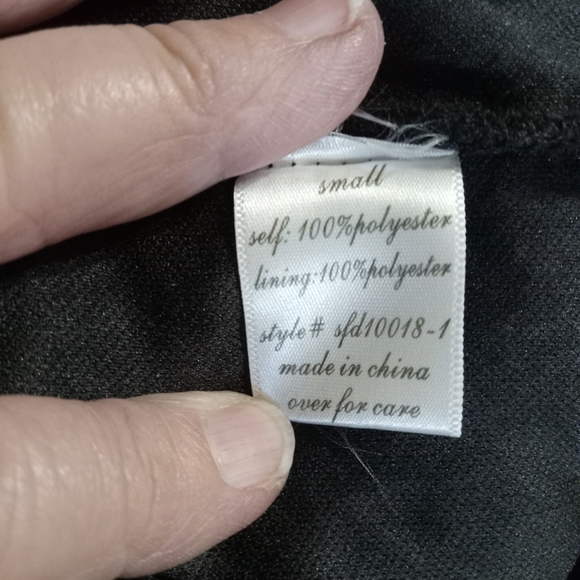 small
self: 100%polyester
lining:100%polyester
style# sfd10018-1
made in china
over for care